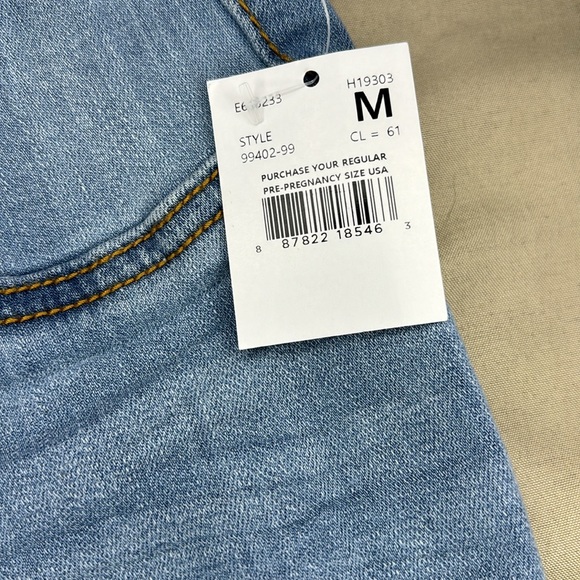 H19303
M
STYLE
99402-99
CL = 61
PURCHASE YOUR REGULAR
PRE-PREGNANCY SIZE USA
8 87822 18546 3